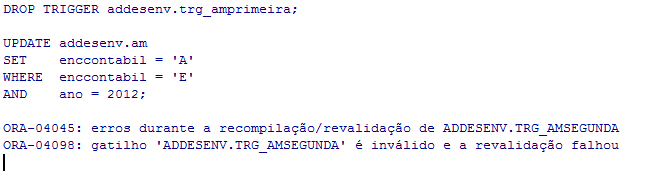 DROP TRIGGER addesenv.trg_amprimeira;
UPDATE addesenv.am
SET    enccontabil = 'A'
WHERE  enccontabil = 'E'
AND    ano = 2012;
ORA-04045: erros durante a recompilação/revalidação de ADDESENV.TRG_AMSEGUNDA
ORA-04098: gatilho 'ADDESENV.TRG_AMSEGUNDA' é inválido e a revalidação falhou